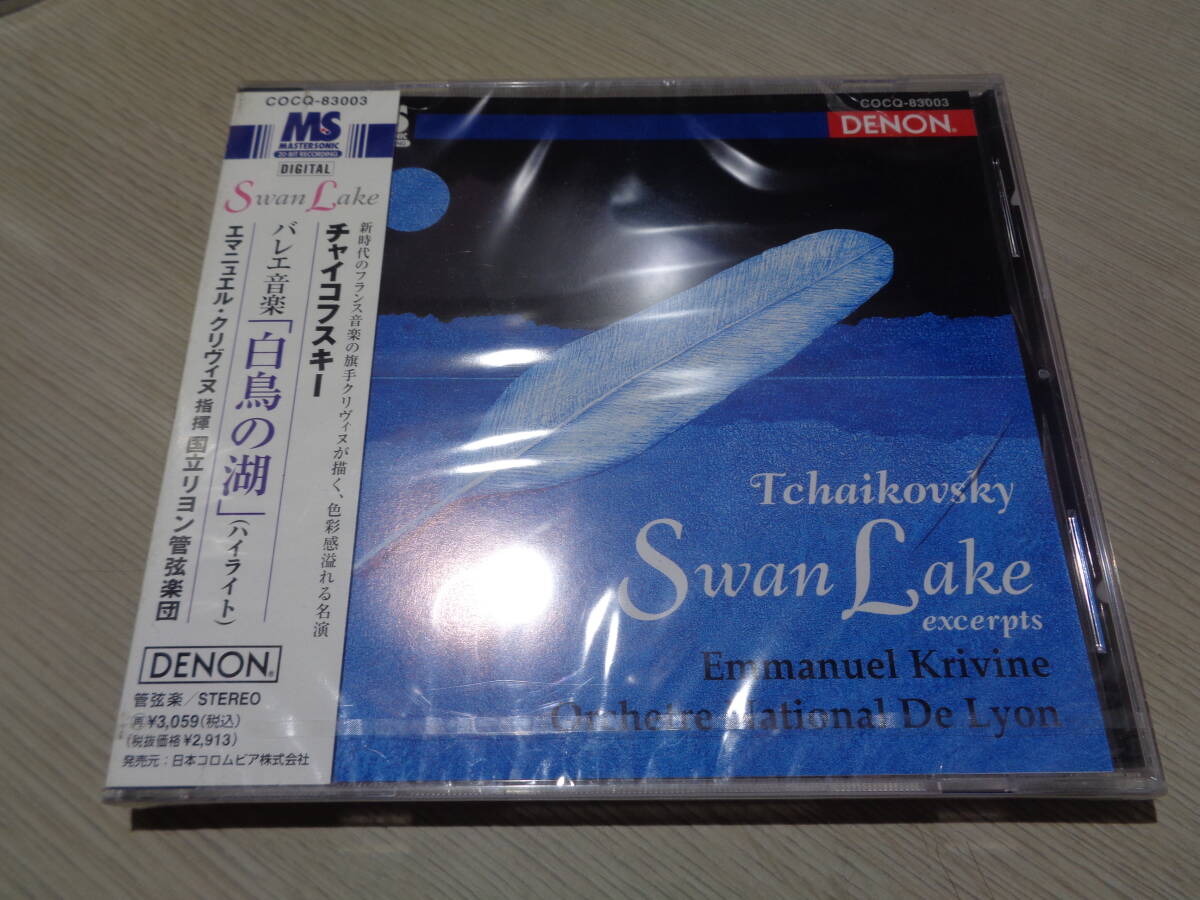 COCQ-83003
MS
MASTERSONIC
20-BIT RECORDING
DIGITAL
Swan Lake
新時代のフランス音楽の旗手クリヴィヌが描く、色彩感溢れる名演
チャイコフスキー
バレエ音楽「白鳥の湖」(ハイライト)
エマニュエル・クリヴィヌ 指揮 国立リヨン管弦楽団
DENON®
管弦楽/STEREO
再¥3,059(税込)
(税抜価格¥2,913)
発売元:日本コロムビア株式会社
COCQ-83003
DENON®
Tchaikovsky
Swan Lake
excerpts
Emmanuel Krivine
Orchetre National De Lyon